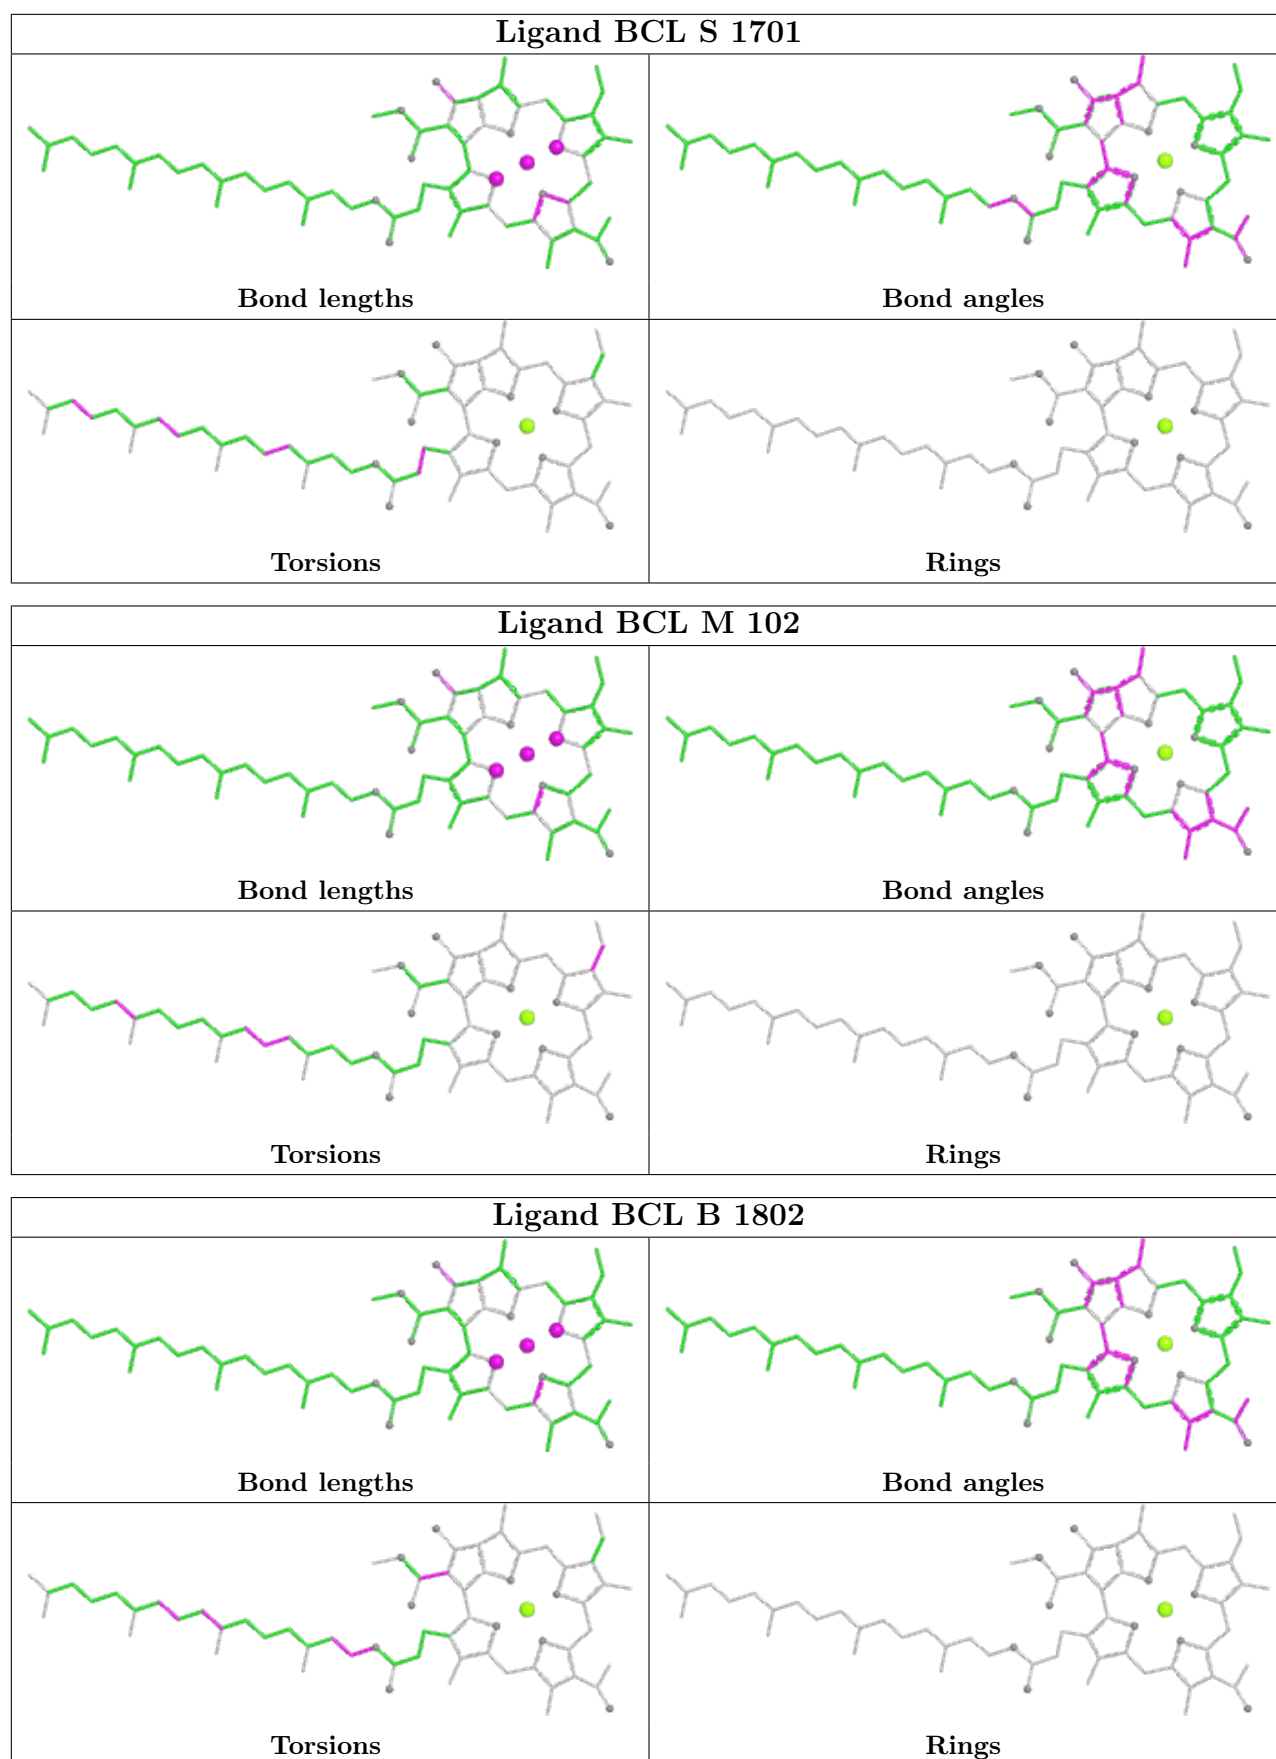 Ligand BCL S 1701
Bond lengths
Bond angles
Torsions
Rings
Ligand BCL M 102
Bond lengths
Bond angles
Torsions
Rings
Ligand BCL B 1802
Bond lengths
Bond angles
Torsions
Rings